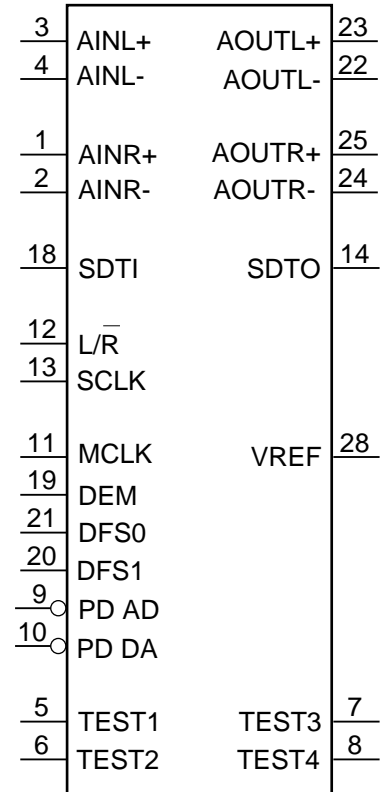 3 AINL+ AOUTL+ 23
4 AINL- AOUTL- 22
1 AINR+ AOUTR+ 25
2 AINR- AOUTR- 24
18 SDTI SDTO 14
12 L/R̅
13 SCLK
11 MCLK VREF 28
19 DEM
21 DFS0
20 DFS1
9 PD AD
10 PD DA
5 TEST1 TEST3 7
6 TEST2 TEST4 8